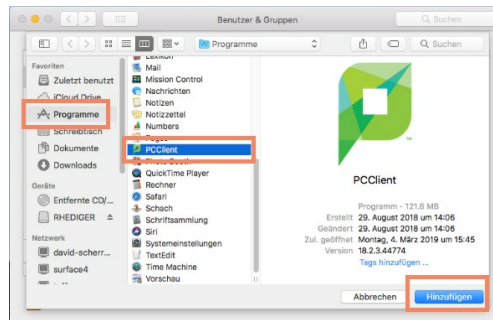 Benutzer & Gruppen
Suchen
Programme
Suchen
Favoriten
Zuletzt benutzt
iCloud Drive
Programme
Schreibtisch
Dokumente
Downloads
Geräte
Entfernte CD/...
RHEDIGER
Netzwerk
david-scherr...
surface4
Lexikon
Mail
Mission Control
Nachrichten
Notizen
Notizzettel
Numbers
Pages
PCClient
Photo Booth
QuickTime Player
Rechner
Safari
Schach
Schriftsammlung
Siri
Systemeinstellungen
TextEdit
Time Machine
Vorschau
PCClient
Programm - 121.6 MB
Erstellt 29. August 2018 um 14:06
Geändert 29. August 2018 um 14:06
Zul. geöffnet Montag, 4. März 2019 um 15:45
Version 18.2.3.44774
Tags hinzufügen ...
Abbrechen
Hinzufügen